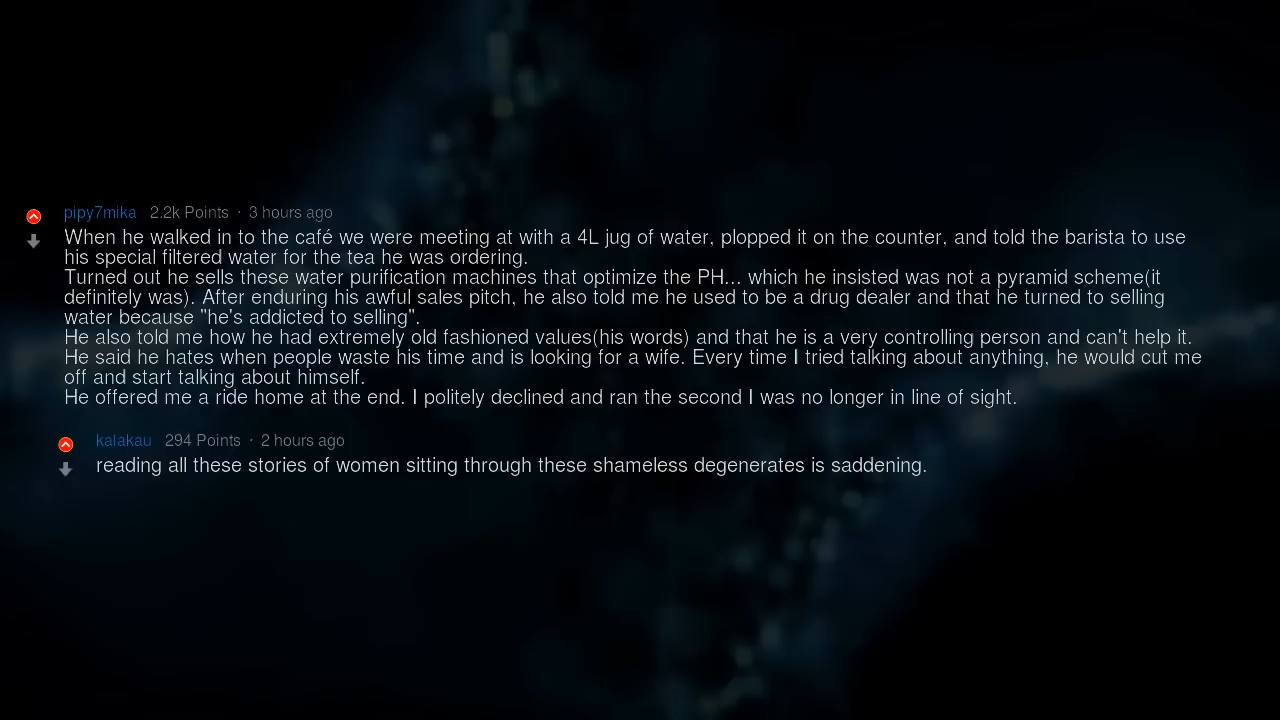 pipy7mika 2.2k Points · 3 hours ago
When he walked in to the café we were meeting at with a 4L jug of water, plopped it on the counter, and told the barista to use
his special filtered water for the tea he was ordering.
Turned out he sells these water purification machines that optimize the PH... which he insisted was not a pyramid scheme(it
definitely was). After enduring his awful sales pitch, he also told me he used to be a drug dealer and that he turned to selling
water because "he's addicted to selling".
He also told me how he had extremely old fashioned values(his words) and that he is a very controlling person and can't help it.
He said he hates when people waste his time and is looking for a wife. Every time I tried talking about anything, he would cut me
off and start talking about himself.
He offered me a ride home at the end. I politely declined and ran the second I was no longer in line of sight.
kalakau 294 Points · 2 hours ago
reading all these stories of women sitting through these shameless degenerates is saddening.